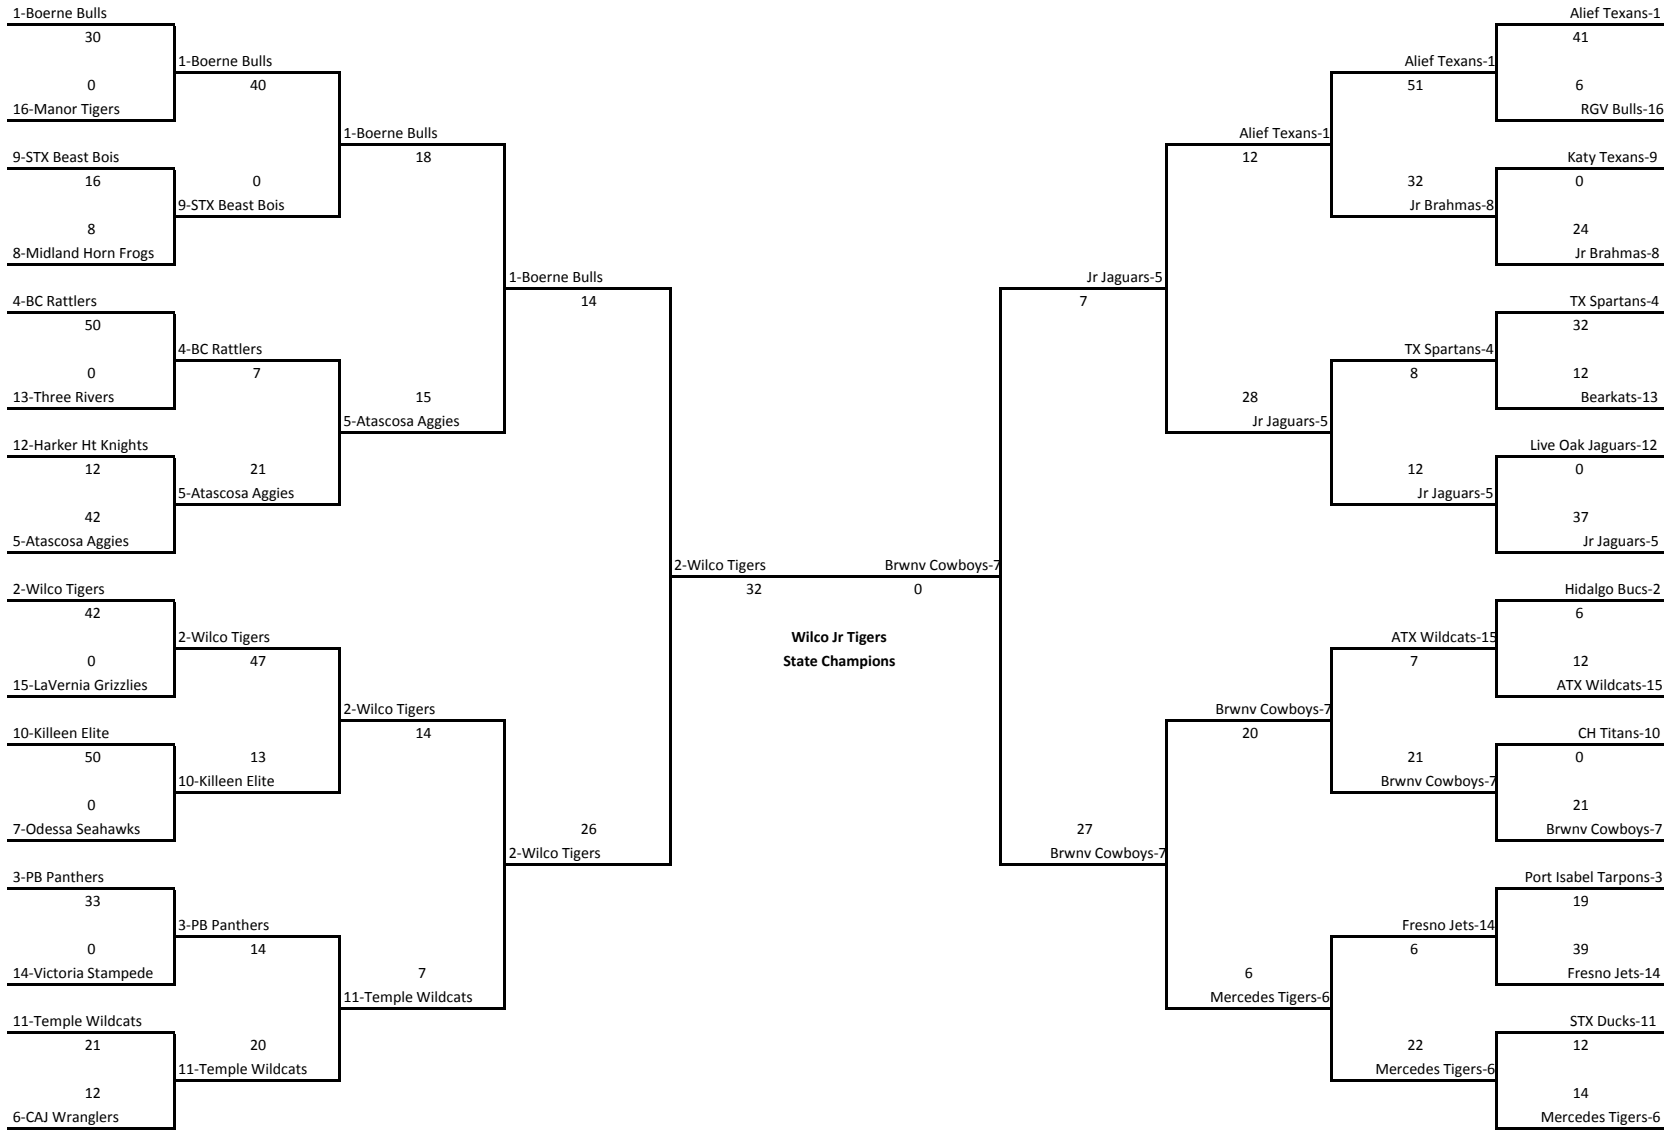 1-Boerne Bulls
30
0
16-Manor Tigers
9-STX Beast Bois
16
8
8-Midland Horn Frogs
4-BC Rattlers
50
0
13-Three Rivers
12-Harker Ht Knights
12
42
5-Atascosa Aggies
2-Wilco Tigers
42
0
15-LaVernia Grizzlies
10-Killeen Elite
50
0
7-Odessa Seahawks
3-PB Panthers
33
0
14-Victoria Stampede
11-Temple Wildcats
21
12
6-CAJ Wranglers
1-Boerne Bulls
40
0
9-STX Beast Bois
4-BC Rattlers
7
21
5-Atascosa Aggies
2-Wilco Tigers
47
13
10-Killeen Elite
3-PB Panthers
14
20
11-Temple Wildcats
1-Boerne Bulls
18
15
5-Atascosa Aggies
2-Wilco Tigers
14
7
11-Temple Wildcats
1-Boerne Bulls
14
26
2-Wilco Tigers
2-Wilco Tigers
32
Brwnv Cowboys-7
0
Wilco Jr Tigers
State Champions
Jr Jaguars-5
7
27
Brwnv Cowboys-7
Alief Texans-1
12
28
Jr Jaguars-5
Brwnv Cowboys-7
20
6
Mercedes Tigers-6
Alief Texans-1
51
32
Jr Brahmas-8
TX Spartans-4
8
12
Jr Jaguars-5
ATX Wildcats-15
7
21
Brwnv Cowboys-7
Fresno Jets-14
6
22
Mercedes Tigers-6
Alief Texans-1
41
6
RGV Bulls-16
Katy Texans-9
0
24
Jr Brahmas-8
TX Spartans-4
32
12
Bearkats-13
Live Oak Jaguars-12
0
37
Jr Jaguars-5
Hidalgo Bucs-2
6
12
ATX Wildcats-15
CH Titans-10
0
21
Brwnv Cowboys-7
Port Isabel Tarpons-3
19
39
Fresno Jets-14
STX Ducks-11
12
14
Mercedes Tigers-6